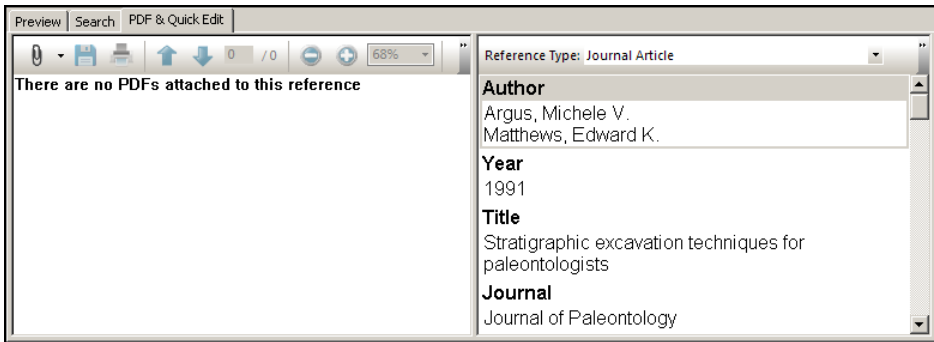 Preview Search PDF & Quick Edit
0 / 0 68%
There are no PDFs attached to this reference
Reference Type: Journal Article
Author
Argus, Michele V.
Matthews, Edward K.
Year
1991
Title
Stratigraphic excavation techniques for
paleontologists
Journal
Journal of Paleontology